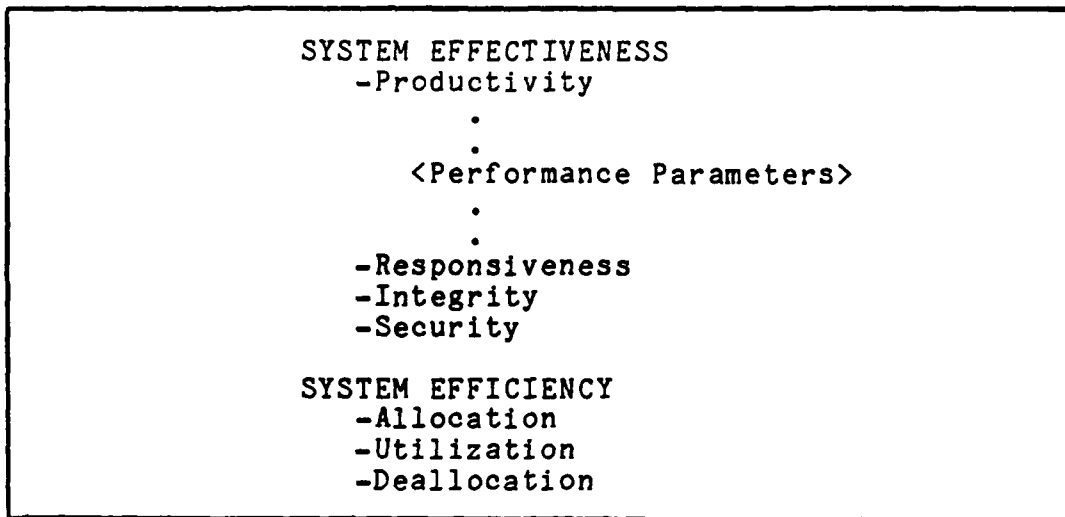 SYSTEM EFFECTIVENESS
-Productivity
.
.
<Performance Parameters>
.
.
-Responsiveness
-Integrity
-Security
SYSTEM EFFICIENCY
-Allocation
-Utilization
-Deallocation